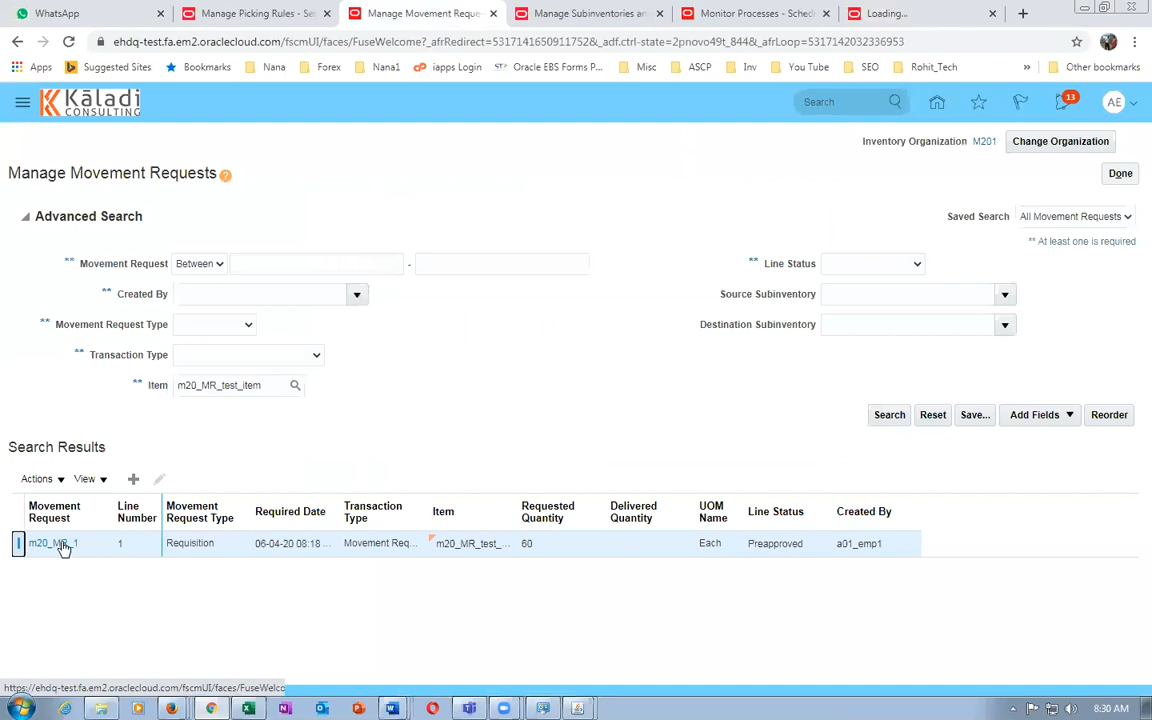 WhatsApp
Manage Picking Rules - Se
Manage Movement Reque
Manage Subinventories an
Monitor Processes - Sched
Loading...
ehdq-test.fa.em2.oraclecloud.com/fscmUI/faces/FuseWelcome?_afrRedirect=5317141650911752&_adf.ctrl-state=2pnovo49t_844&_afrLoop=5317142032336953
Apps Suggested Sites Bookmarks Nana Forex Nana1 iapps Login Oracle EBS Forms P... Misc ASCP Inv You Tube SEO Rohit_Tech » Other bookmarks
Kāladi
CONSULTING
Search
13
AE
Inventory Organization M201 Change Organization
Manage Movement Requests ?
Done
Advanced Search
Saved Search All Movement Requests
** At least one is required
** Movement Request Between -
** Line Status
** Created By
Source Subinventory
** Movement Request Type
Destination Subinventory
** Transaction Type
** Item m20_MR_test_item
Search Reset Save... Add Fields Reorder
Search Results
Actions View
Movement Request Line Number Movement Request Type Required Date Transaction Type Item Requested Quantity Delivered Quantity UOM Name Line Status Created By
m20_MR_1 1 Requisition 06-04-20 08:18 ... Movement Req... m20_MR_test_... 60 Each Preapproved a01_emp1
https://ehdq-test.fa.em2.oraclecloud.com/fscmUI/faces/FuseWelco
8:30 AM